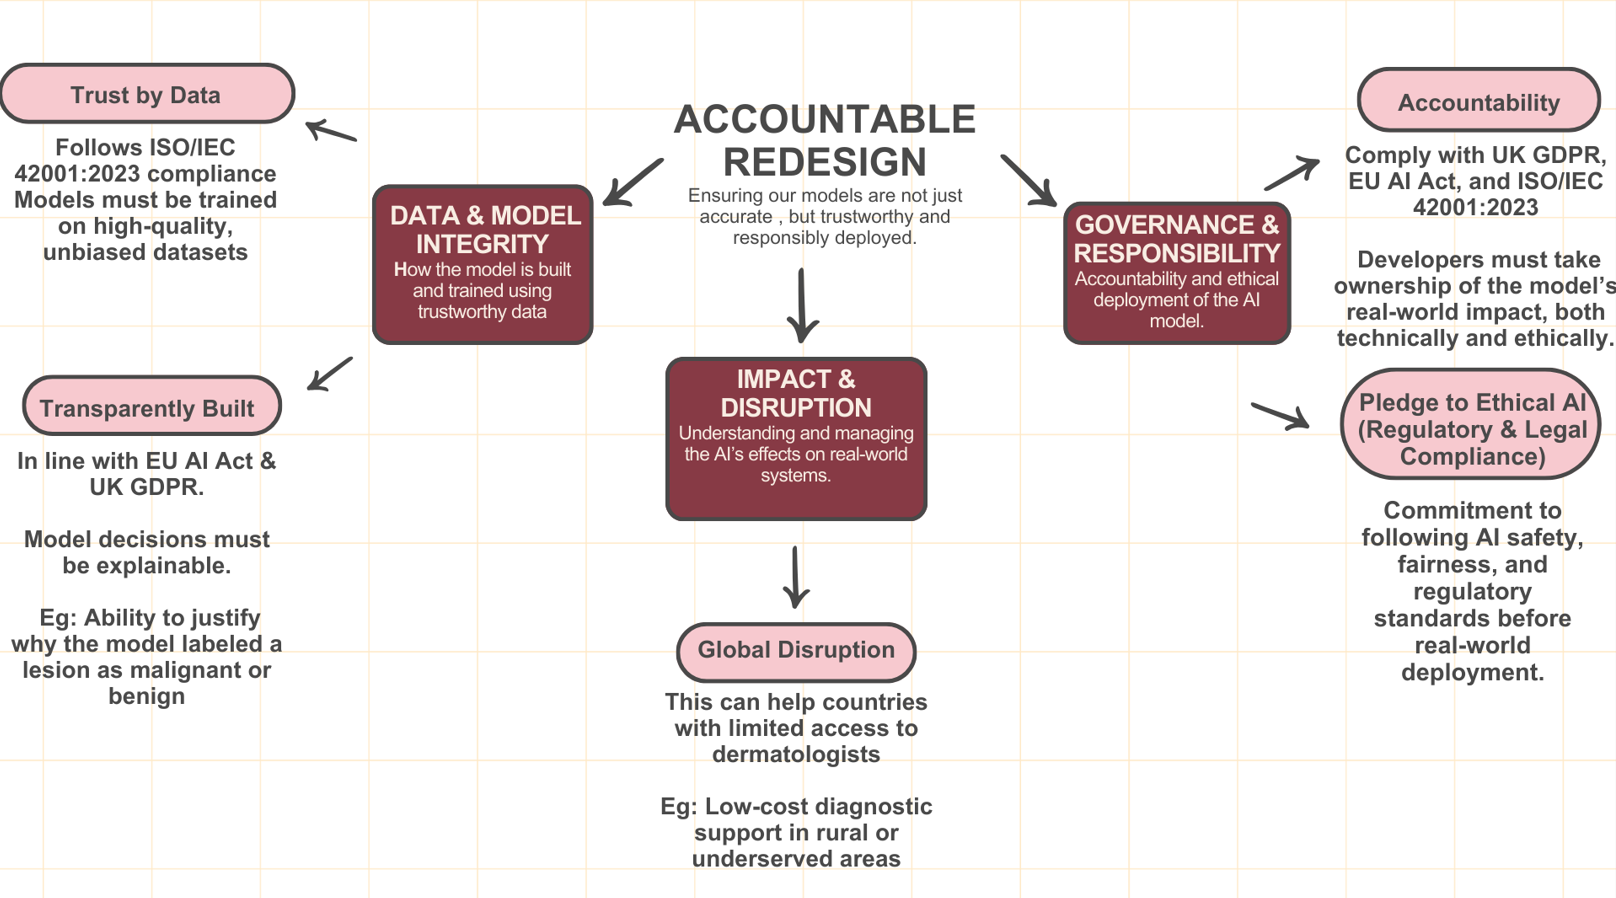 ACCOUNTABLE
REDESIGN
Ensuring our models are not just
accurate , but trustworthy and
responsibly deployed.
DATA & MODEL
INTEGRITY
How the model is built
and trained using
trustworthy data
Trust by Data
Follows ISO/IEC
42001:2023 compliance
Models must be trained
on high-quality,
unbiased datasets
Transparently Built
In line with EU AI Act &
UK GDPR.
Model decisions must
be explainable.
Eg: Ability to justify
why the model labeled a
lesion as malignant or
benign
IMPACT &
DISRUPTION
Understanding and managing
the AI's effects on real-world
systems.
Global Disruption
This can help countries
with limited access to
dermatologists
Eg: Low-cost diagnostic
support in rural or
underserved areas
GOVERNANCE &
RESPONSIBILITY
Accountability and ethical
deployment of the AI
model.
Accountability
Comply with UK GDPR,
EU AI Act, and ISO/IEC
42001:2023
Developers must take
ownership of the model's
real-world impact, both
technically and ethically.
Pledge to Ethical AI
(Regulatory & Legal
Compliance)
Commitment to
following AI safety,
fairness, and
regulatory
standards before
real-world
deployment.